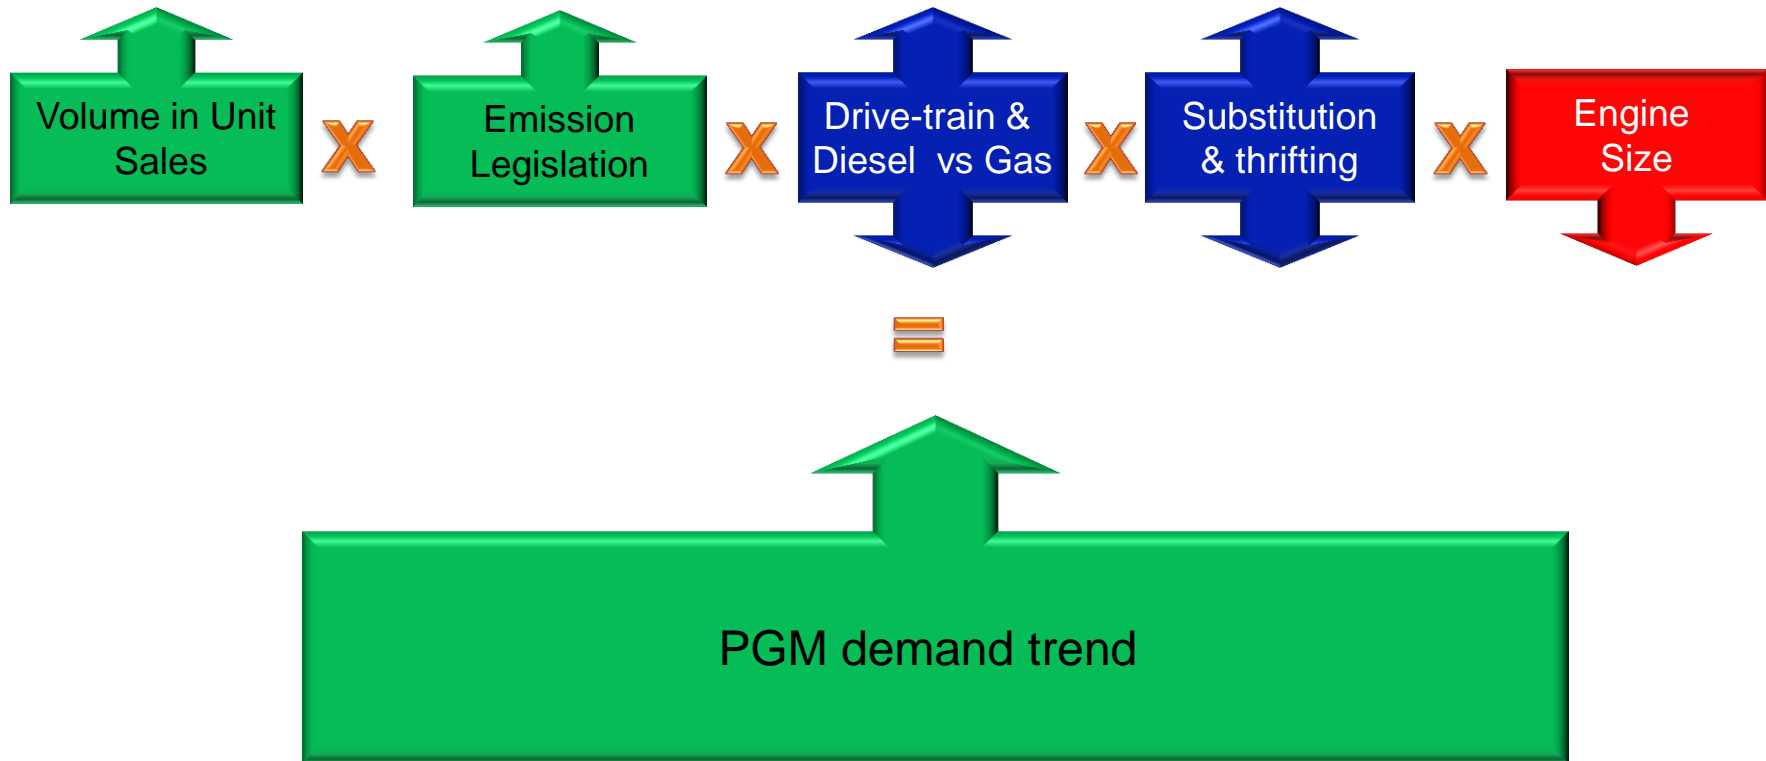 Volume in Unit
Sales
X
Emission
Legislation
X
Drive-train &
Diesel vs Gas
X
Substitution
& thrifting
X
Engine
Size
=
PGM demand trend